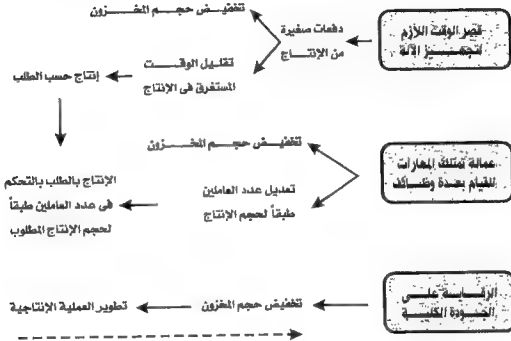 قصر الوقت اللازم
لتجهيز الآلة
دفعات صغيرة
من الإنتاج
تخفيض حجم المخزون
تقليل الوقت
المستغرق في الإنتاج
إنتاج حسب الطلب
عمالة تمتلك المهارات
للقيام بعدة وظائف
تخفيض حجم المخزون
تعديل عدد العاملين
طبقاً لحجم الإنتاج
الإنتاج بالطلب بالتحكم
في عدد العاملين طبقاً
لحجم الإنتاج المطلوب
الرقابة على
الجودة الكلية
تخفيض حجم المخزون
تطوير العملية الإنتاجية